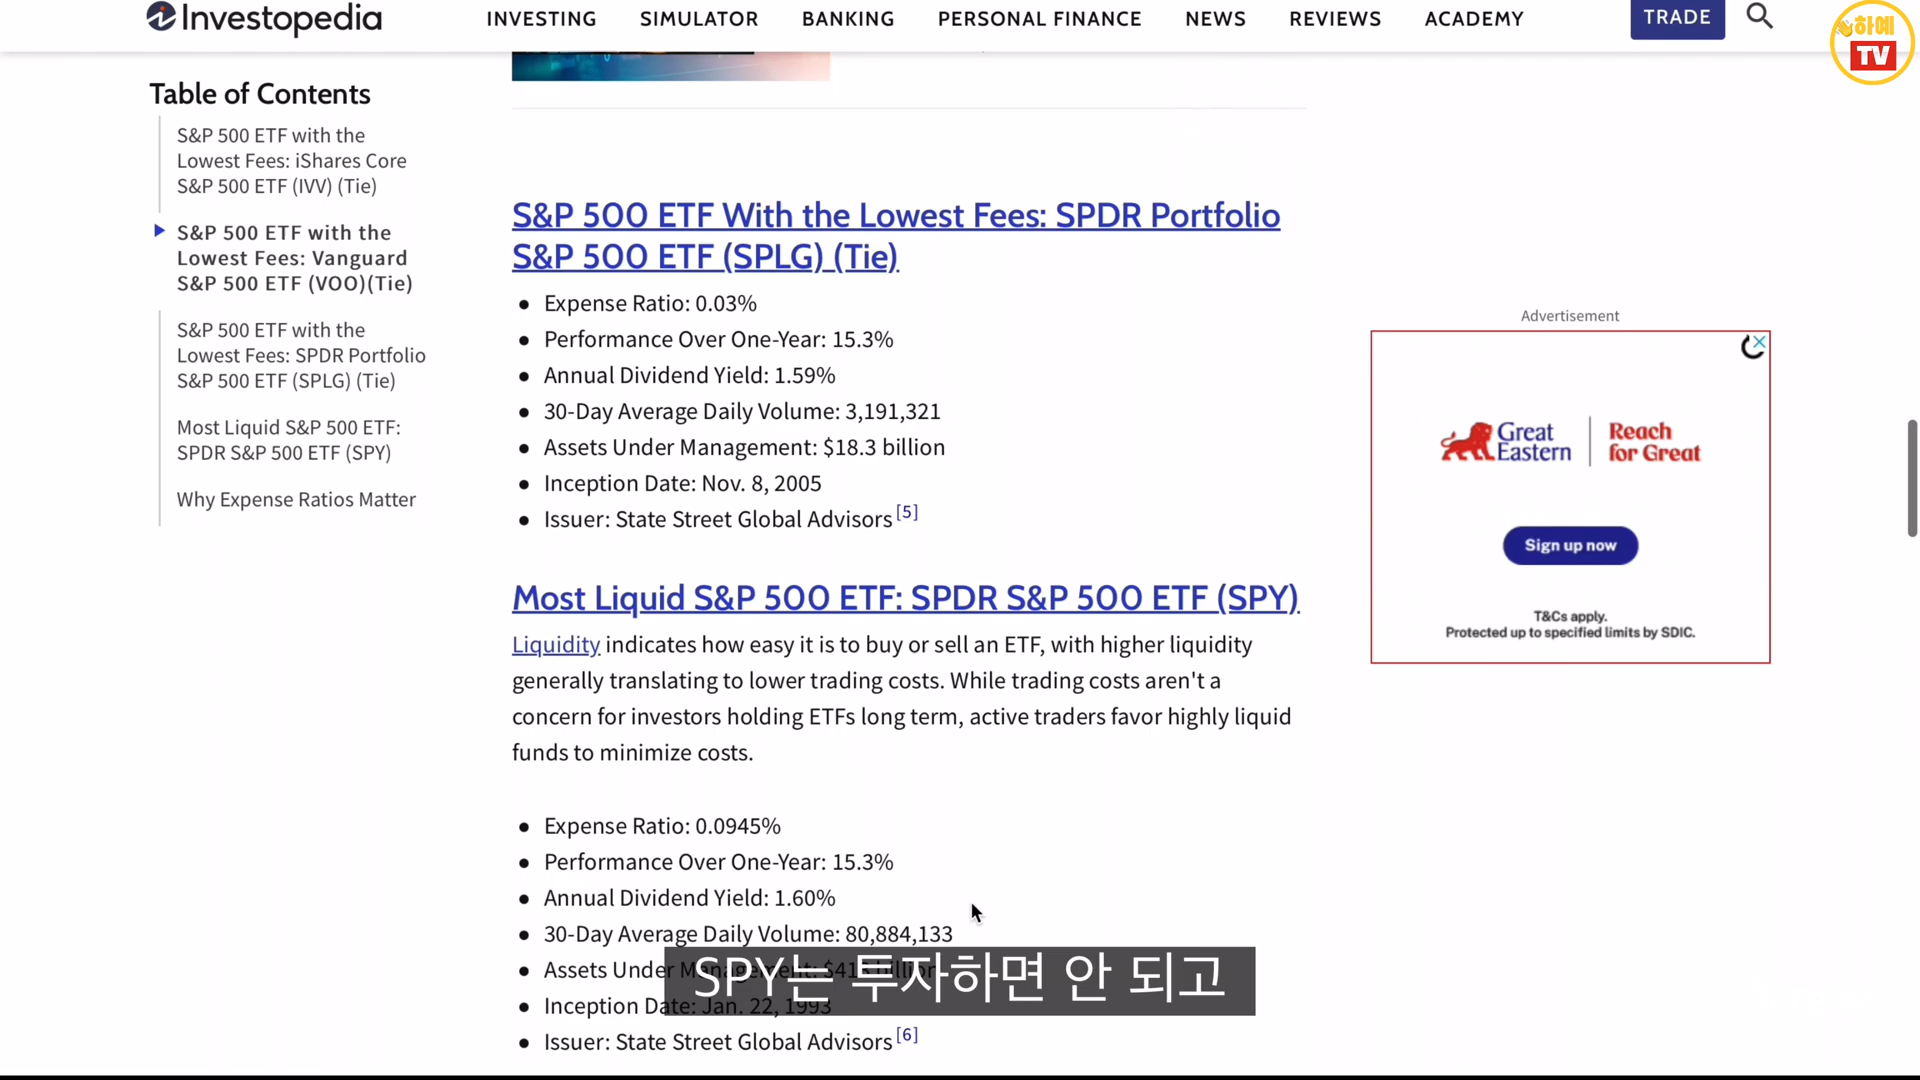 Investopedia
INVESTING SIMULATOR BANKING PERSONAL FINANCE NEWS REVIEWS ACADEMY
TRADE
하예
TV
Table of Contents
S&P 500 ETF with the
Lowest Fees: iShares Core
S&P 500 ETF (IVV) (Tie)
S&P 500 ETF with the
Lowest Fees: Vanguard
S&P 500 ETF (VOO)(Tie)
S&P 500 ETF with the
Lowest Fees: SPDR Portfolio
S&P 500 ETF (SPLG) (Tie)
Most Liquid S&P 500 ETF:
SPDR S&P 500 ETF (SPY)
Why Expense Ratios Matter
S&P 500 ETF With the Lowest Fees: SPDR Portfolio
S&P 500 ETF (SPLG) (Tie)
Expense Ratio: 0.03%
Performance Over One-Year: 15.3%
Annual Dividend Yield: 1.59%
30-Day Average Daily Volume: 3,191,321
Assets Under Management: $18.3 billion
Inception Date: Nov. 8, 2005
Issuer: State Street Global Advisors [5]
Most Liquid S&P 500 ETF: SPDR S&P 500 ETF (SPY)
Liquidity indicates how easy it is to buy or sell an ETF, with higher liquidity
generally translating to lower trading costs. While trading costs aren't a
concern for investors holding ETFs long term, active traders favor highly liquid
funds to minimize costs.
Expense Ratio: 0.0945%
Performance Over One-Year: 15.3%
Annual Dividend Yield: 1.60%
30-Day Average Daily Volume: 80,884,133
Assets Under Management:
Inception Date: Jan. 22, 1993
Issuer: State Street Global Advisors [6]
SPY는 투자하면 안 되고
Advertisement
Great
Eastern
Reach
for Great
Sign up now
T&Cs apply.
Protected up to specified limits by SDIC.